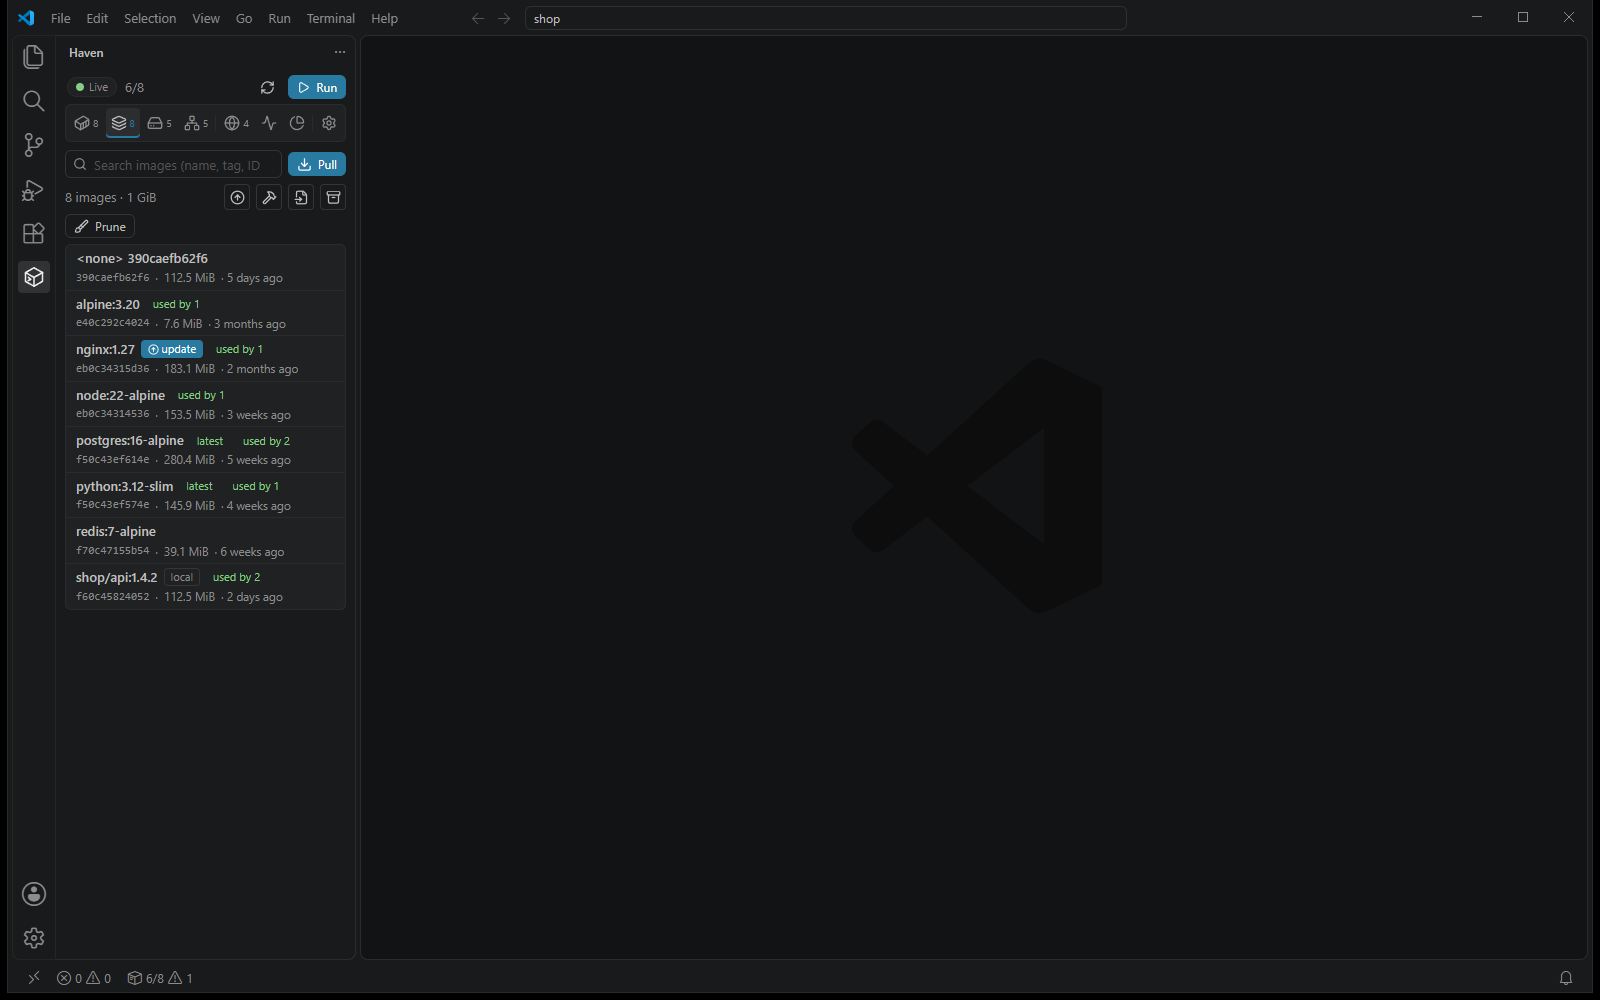 File Edit Selection View Go Run Terminal Help
shop
Haven
Live 6/8 Run
8 8 5 5 4
Search images (name, tag, ID Pull
8 images · 1 GiB
Prune
<none> 390caefb62f6
390caefb62f6 · 112.5 MiB · 5 days ago
alpine:3.20 used by 1
e40c292c4024 · 7.6 MiB · 3 months ago
nginx:1.27 update used by 1
eb0c34315d36 · 183.1 MiB · 2 months ago
node:22-alpine used by 1
eb0c34314536 · 153.5 MiB · 3 weeks ago
postgres:16-alpine latest used by 2
f50c43ef614e · 280.4 MiB · 5 weeks ago
python:3.12-slim latest used by 1
f50c43ef574e · 145.9 MiB · 4 weeks ago
redis:7-alpine
f70c47155b54 · 39.1 MiB · 6 weeks ago
shop/api:1.4.2 local used by 2
f60c45824052 · 112.5 MiB · 2 days ago
0 0 6/8 1